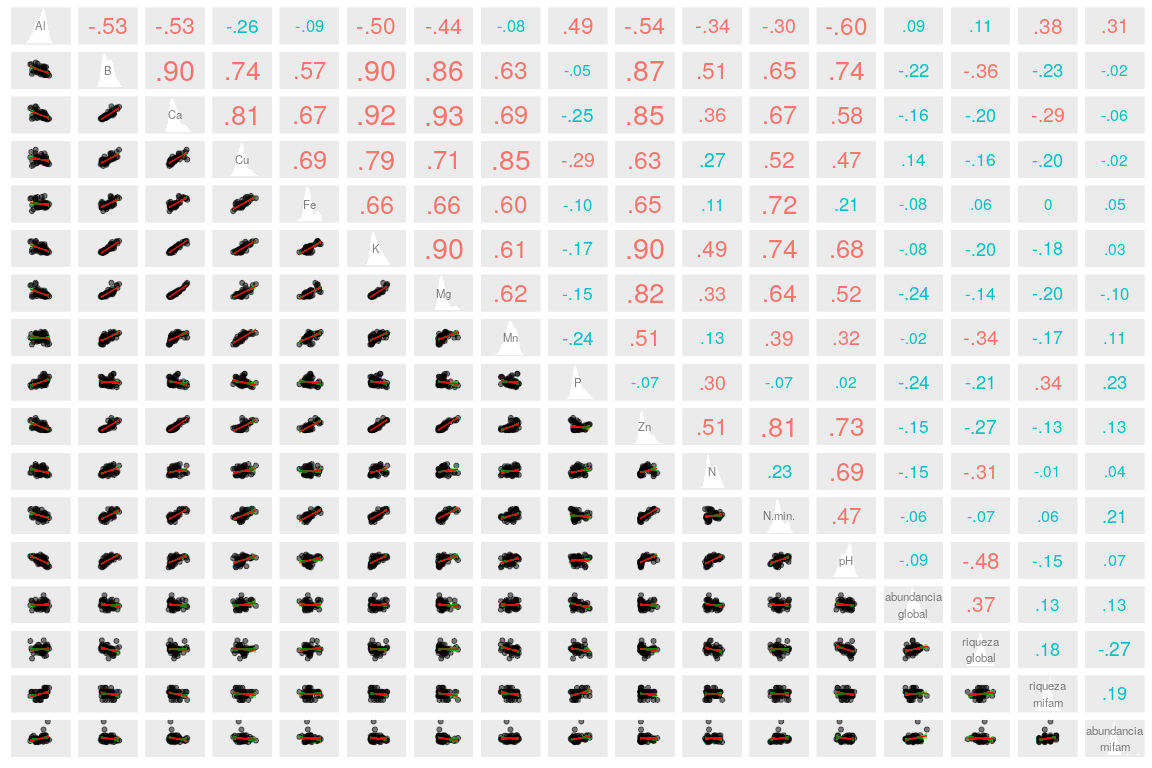 Al -.53 -.53 -.26 -.09 -.50 -.44 -.08 .49 -.54 -.34 -.30 -.60 .09 .11 .38 .31
B .90 .74 .57 .90 .86 .63 -.05 .87 .51 .65 .74 -.22 -.36 -.23 -.02
Ca .81 .67 .92 .93 .69 -.25 .85 .36 .67 .58 -.16 -.20 -.29 -.06
Cu .69 .79 .71 .85 -.29 .63 .27 .52 .47 .14 -.16 -.20 -.02
Fe .66 .66 .60 -.10 .65 .11 .72 .21 -.08 .06 0 .05
K .90 .61 -.17 .90 .49 .74 .68 -.08 -.20 -.18 .03
Mg .62 -.15 .82 .33 .64 .52 -.24 -.14 -.20 -.10
Mn -.24 .51 .13 .39 .32 -.02 -.34 -.17 .11
P -.07 .30 -.07 .02 -.24 -.21 .34 .23
Zn .51 .81 .73 -.15 -.27 -.13 .13
N .23 .69 -.15 -.31 -.01 .04
N.min. .47 -.06 -.07 .06 .21
pH -.09 -.48 -.15 .07
abundancia
global .37 .13 .13
riqueza
global .18 -.27
riqueza
mifam .19
abundancia
mifam